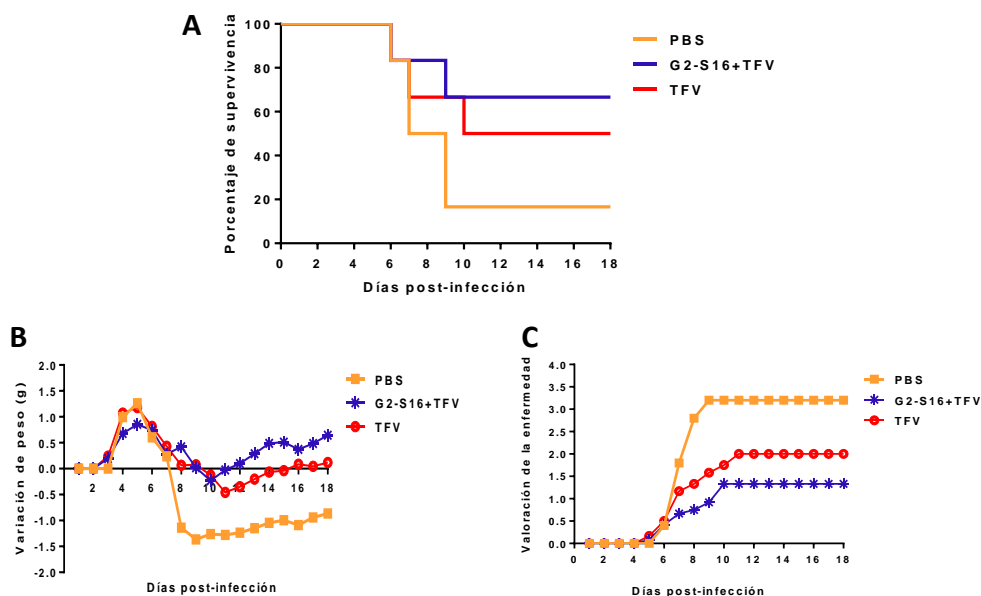 A
Porcentaje de supervivencia
100
80
60
40
20
0
0 2 4 6 8 10 12 14 16 18
Días post-infección
PBS
G2-S16+TFV
TFV
B
Variación de peso (g)
2.0
1.5
1.0
0.5
0.0
-0.5
-1.0
-1.5
-2.0
2 4 6 8 10 12 14 16 18
Días post-infección
PBS
G2-S16+TFV
TFV
C
Valoración de la enfermedad
4.0
3.5
3.0
2.5
2.0
1.5
1.0
0.5
0.0
0 2 4 6 8 10 12 14 16 18
Días post-infección
PBS
G2-S16+TFV
TFV